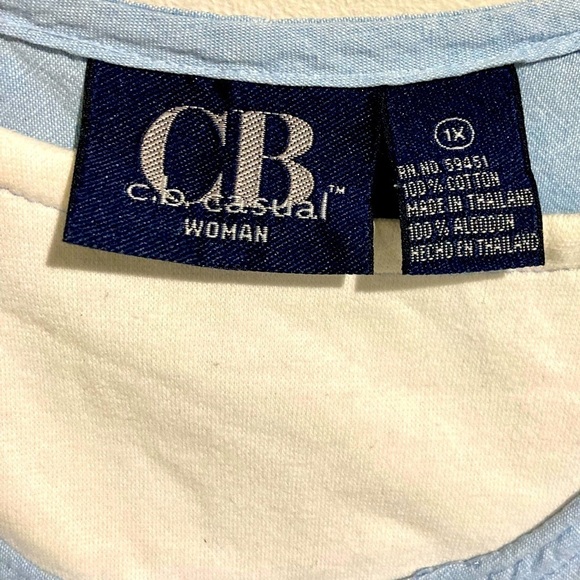 CB
c.b. casual™
WOMAN
1X
RN.NO. 59451
100% COTTON
MADE IN THAILAND
100% ALGODON
HECHO EN THAILAND